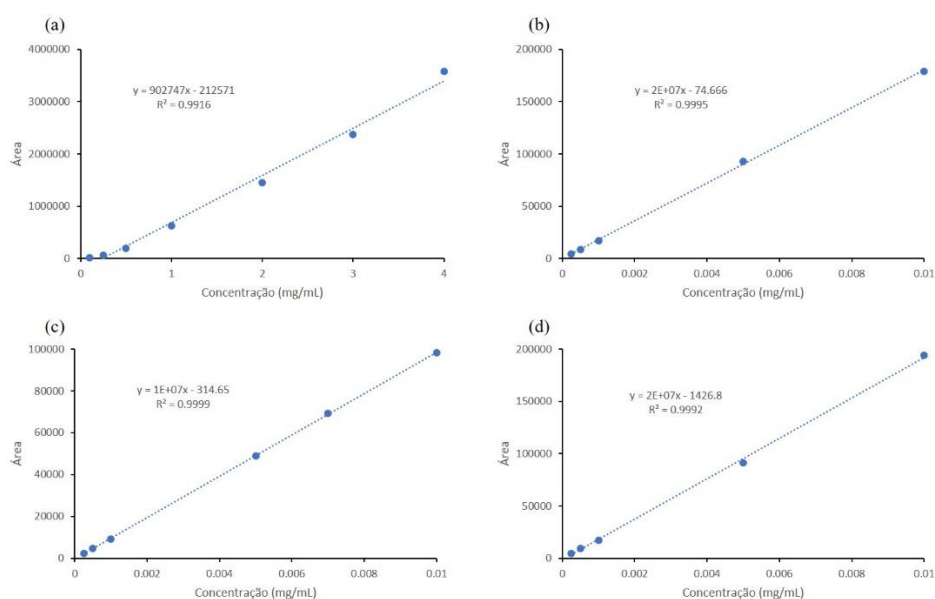 (a)
4000000
3000000
2000000
1000000
0
Área
y = 902747x - 212571
R² = 0.9916
0 1 2 3 4
Concentração (mg/mL)
(b)
200000
150000
100000
50000
0
Área
y = 2E+07x - 74.666
R² = 0.9995
0 0.002 0.004 0.006 0.008 0.01
Concentração (mg/mL)
(c)
100000
80000
60000
40000
20000
0
Área
y = 1E+07x - 314.65
R² = 0.9999
0 0.002 0.004 0.006 0.008 0.01
Concentração (mg/mL)
(d)
200000
150000
100000
50000
0
Área
y = 2E+07x - 1426.8
R² = 0.9992
0 0.002 0.004 0.006 0.008 0.01
Concentração (mg/mL)